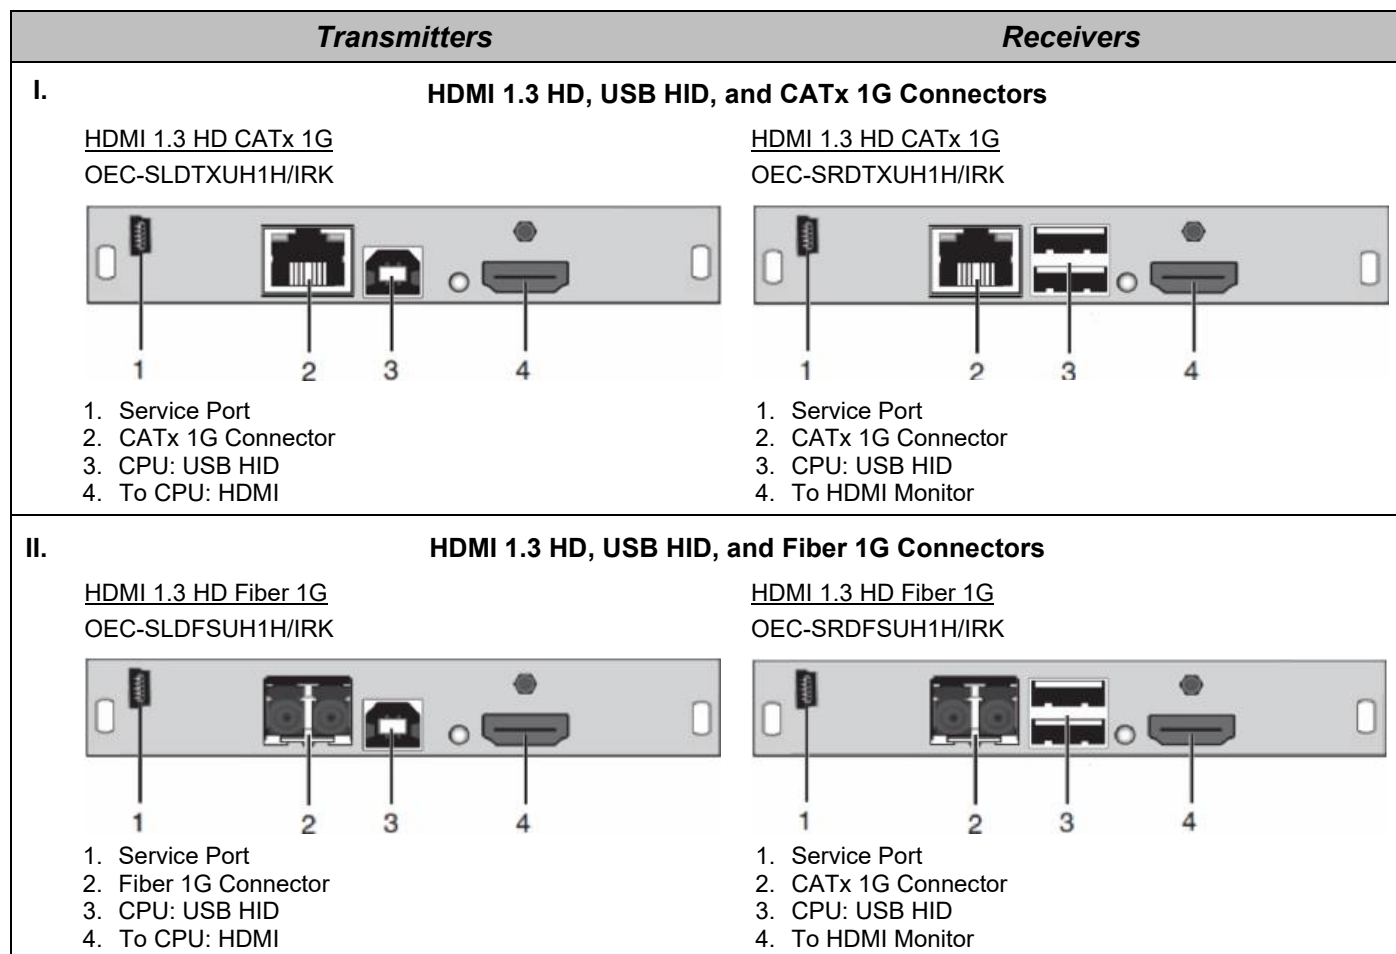 Transmitters Receivers
I. HDMI 1.3 HD, USB HID, and CATx 1G Connectors
HDMI 1.3 HD CATx 1G
OEC-SLDTXUH1H/IRK
1 2 3 4
1. Service Port
2. CATx 1G Connector
3. CPU: USB HID
4. To CPU: HDMI
HDMI 1.3 HD CATx 1G
OEC-SRDTXUH1H/IRK
1 2 3 4
1. Service Port
2. CATx 1G Connector
3. CPU: USB HID
4. To HDMI Monitor
II. HDMI 1.3 HD, USB HID, and Fiber 1G Connectors
HDMI 1.3 HD Fiber 1G
OEC-SLDFSUH1H/IRK
1 2 3 4
1. Service Port
2. Fiber 1G Connector
3. CPU: USB HID
4. To CPU: HDMI
HDMI 1.3 HD Fiber 1G
OEC-SRDFSUH1H/IRK
1 2 3 4
1. Service Port
2. CATx 1G Connector
3. CPU: USB HID
4. To HDMI Monitor